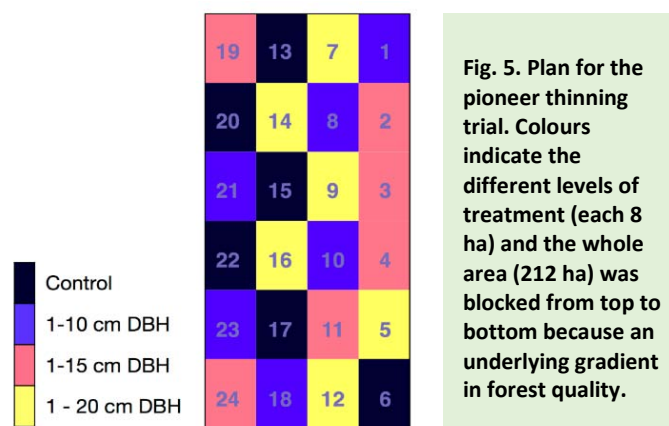 19 13 7 1
20 14 8 2
21 15 9 3
22 16 10 4
23 17 11 5
24 18 12 6
Control
1-10 cm DBH
1-15 cm DBH
1 - 20 cm DBH
Fig. 5. Plan for the
pioneer thinning
trial. Colours
indicate the
different levels of
treatment (each 8
ha) and the whole
area (212 ha) was
blocked from top to
bottom because an
underlying gradient
in forest quality.